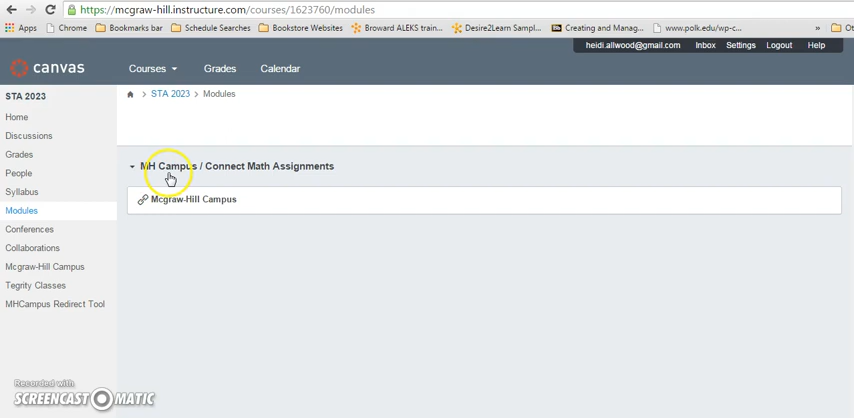 https://mcgraw-hill.instructure.com/courses/1623760/modules
Apps Chrome Bookmarks bar Schedule Searches Bookstore Websites Broward ALEKS train... Desire2Learn Sampl... Creating and Manag... www.polk.edu/wp-c... »
heidi.allwood@gmail.com Inbox Settings Logout Help
canvas Courses Grades Calendar
STA 2023
STA 2023 > Modules
Home
Discussions
Grades
People
Syllabus
Modules
Conferences
Collaborations
Mcgraw-Hill Campus
Tegrity Classes
MHCampus Redirect Tool
MH Campus / Connect Math Assignments
Mcgraw-Hill Campus
Recorded with
SCREENCAST MATIC